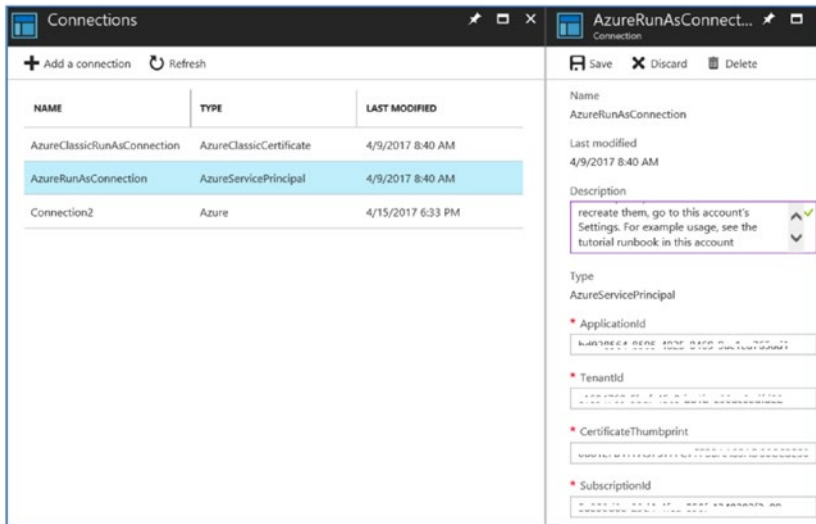 Connections
Add a connection Refresh
NAME TYPE LAST MODIFIED
AzureClassicRunAsConnection AzureClassicCertificate 4/9/2017 8:40 AM
AzureRunAsConnection AzureServicePrincipal 4/9/2017 8:40 AM
Connection2 Azure 4/15/2017 6:33 PM
AzureRunAsConnect...
Connection
Save Discard Delete
Name
AzureRunAsConnection
Last modified
4/9/2017 8:40 AM
Description
recreate them, go to this account's
Settings. For example usage, see the
tutorial runbook in this account
Type
AzureServicePrincipal
* ApplicationId
* TenantId
* CertificateThumbprint
* SubscriptionId